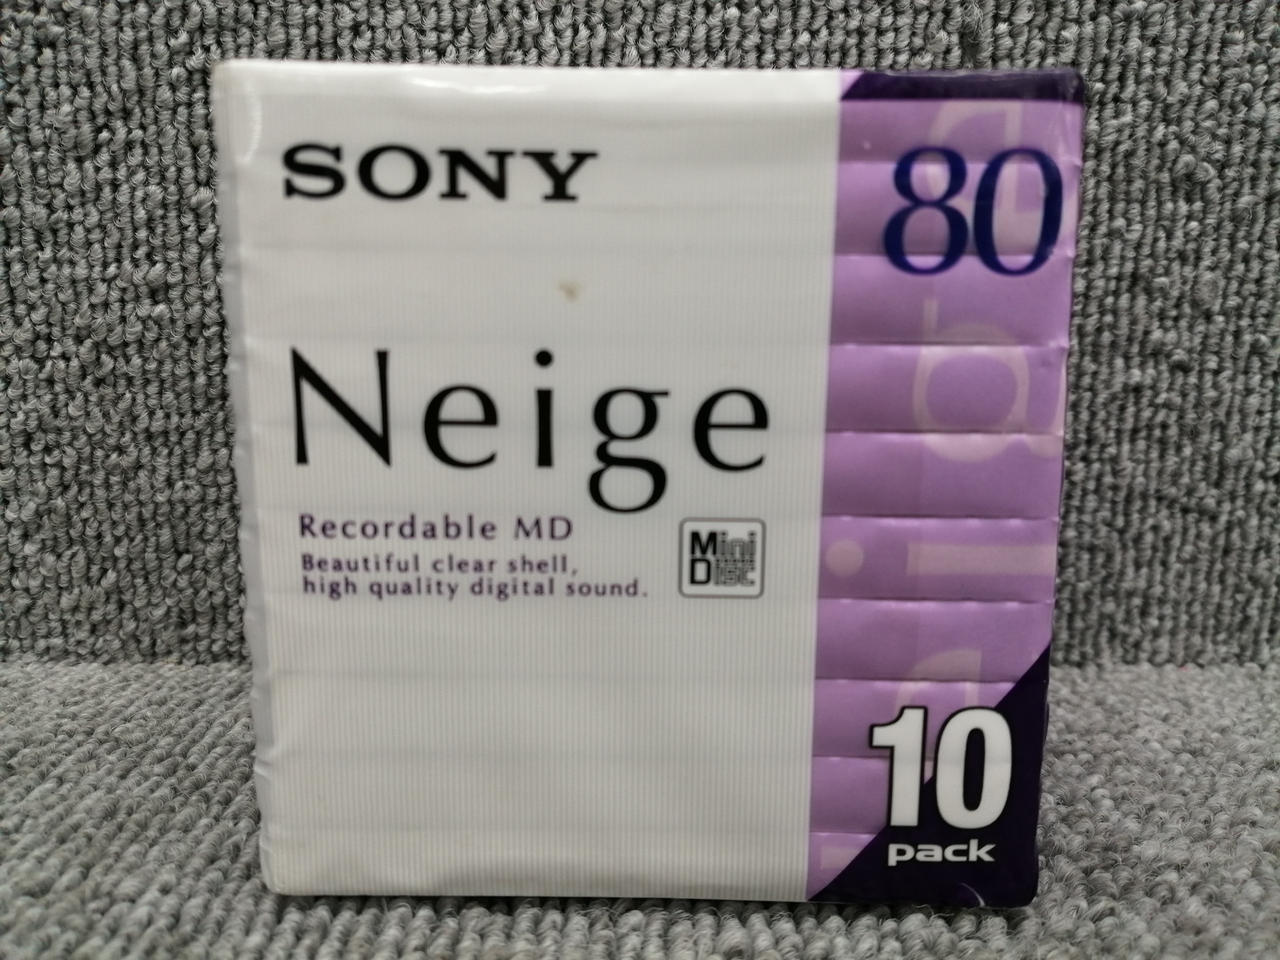 SONY
80
Neige
Recordable MD
Beautiful clear shell,
high quality digital sound.
Mini
Disc
10
pack